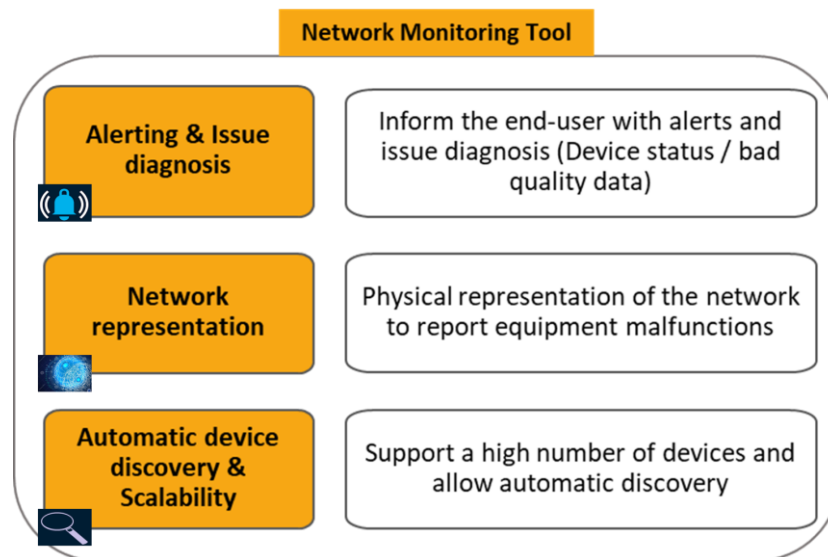 Network Monitoring Tool
Alerting & Issue
diagnosis
Inform the end-user with alerts and
issue diagnosis (Device status / bad
quality data)
Network
representation
Physical representation of the network
to report equipment malfunctions
Automatic device
discovery &
Scalability
Support a high number of devices and
allow automatic discovery